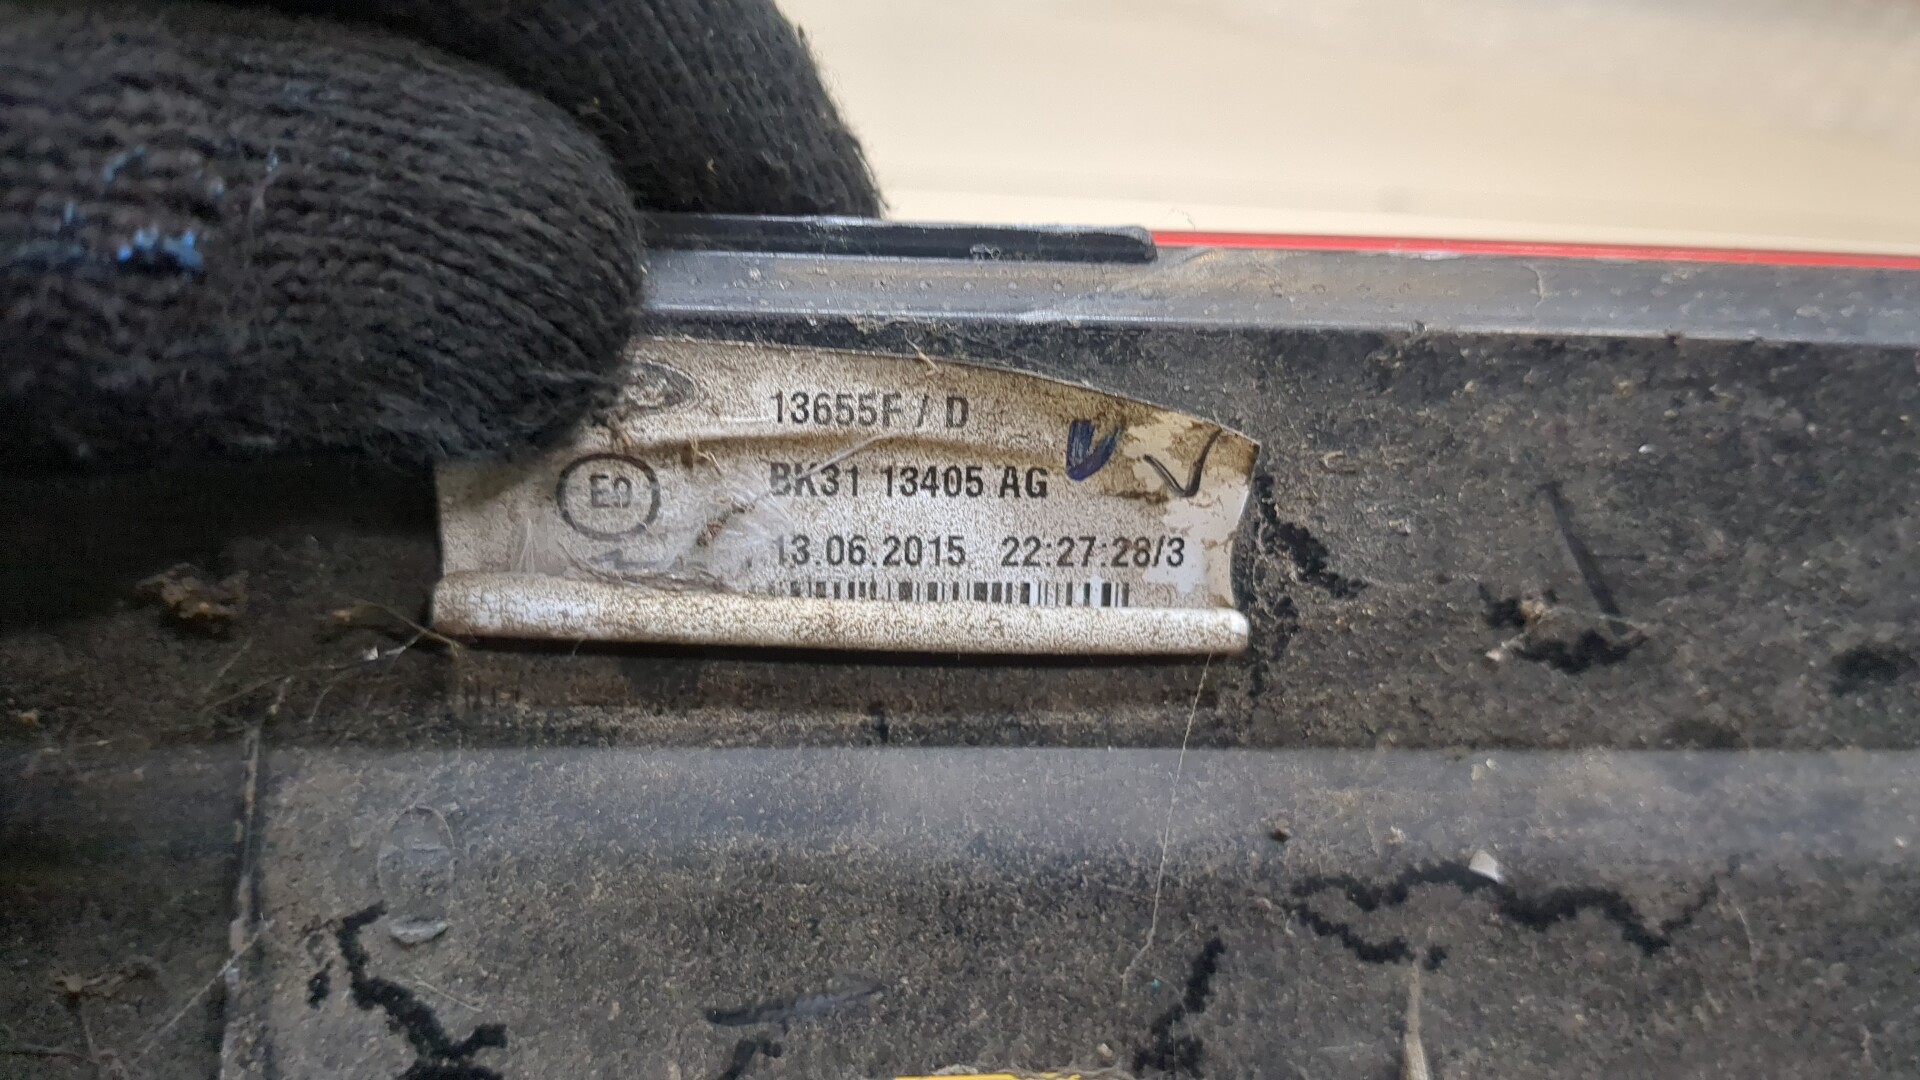 13655F / D
E9 BK31 13405 AG
13.06.2015 22:27:28/3